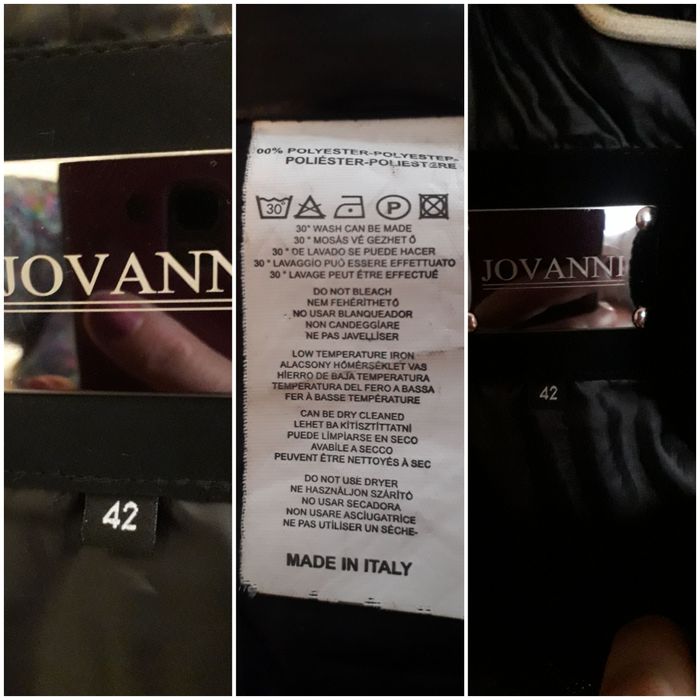 JOVANNI
42
00% POLYESTER-POLYESTEP-
POLIÉSTER-POLIESTERE
30°
P
30° WASH CAN BE MADE
30° MOSÁS VÉ GEZHET Ő
30° DE LAVADO SE PUEDE HACER
30° LAVAGGIO PUÒ ESSERE EFFETTUATO
30° LAVAGE PEUT ÊTRE EFFECTUÉ
DO NOT BLEACH
NEM FEHÉRÍTHETŐ
NO USAR BLANQUEADOR
NON CANDEGGIARE
NE PAS JAVELLISER
LOW TEMPERATURE IRON
ALACSONY HŐMÉRSÉKLET VAS
HIERRO DE BAJA TEMPERATURA
TEMPERATURA DEL FERO A BASSA
FER À BASSE TEMPÉRATURE
CAN BE DRY CLEANED
LEHET BA KÍTISZTÍTTATNI
PUEDE LÍMPIARSE EN SECO
AVABILE A SECCO
PEUVENT ÊTRE NETTOYÉS À SEC
DO NOT USE DRYER
NE HASZNÁLJON SZÁRÍTÓ
NO USAR SECADORA
NON USARE ASCIUGATRICE
NE PAS UTILISER UN SÈCHE-
MADE IN ITALY
JOVANNI
42